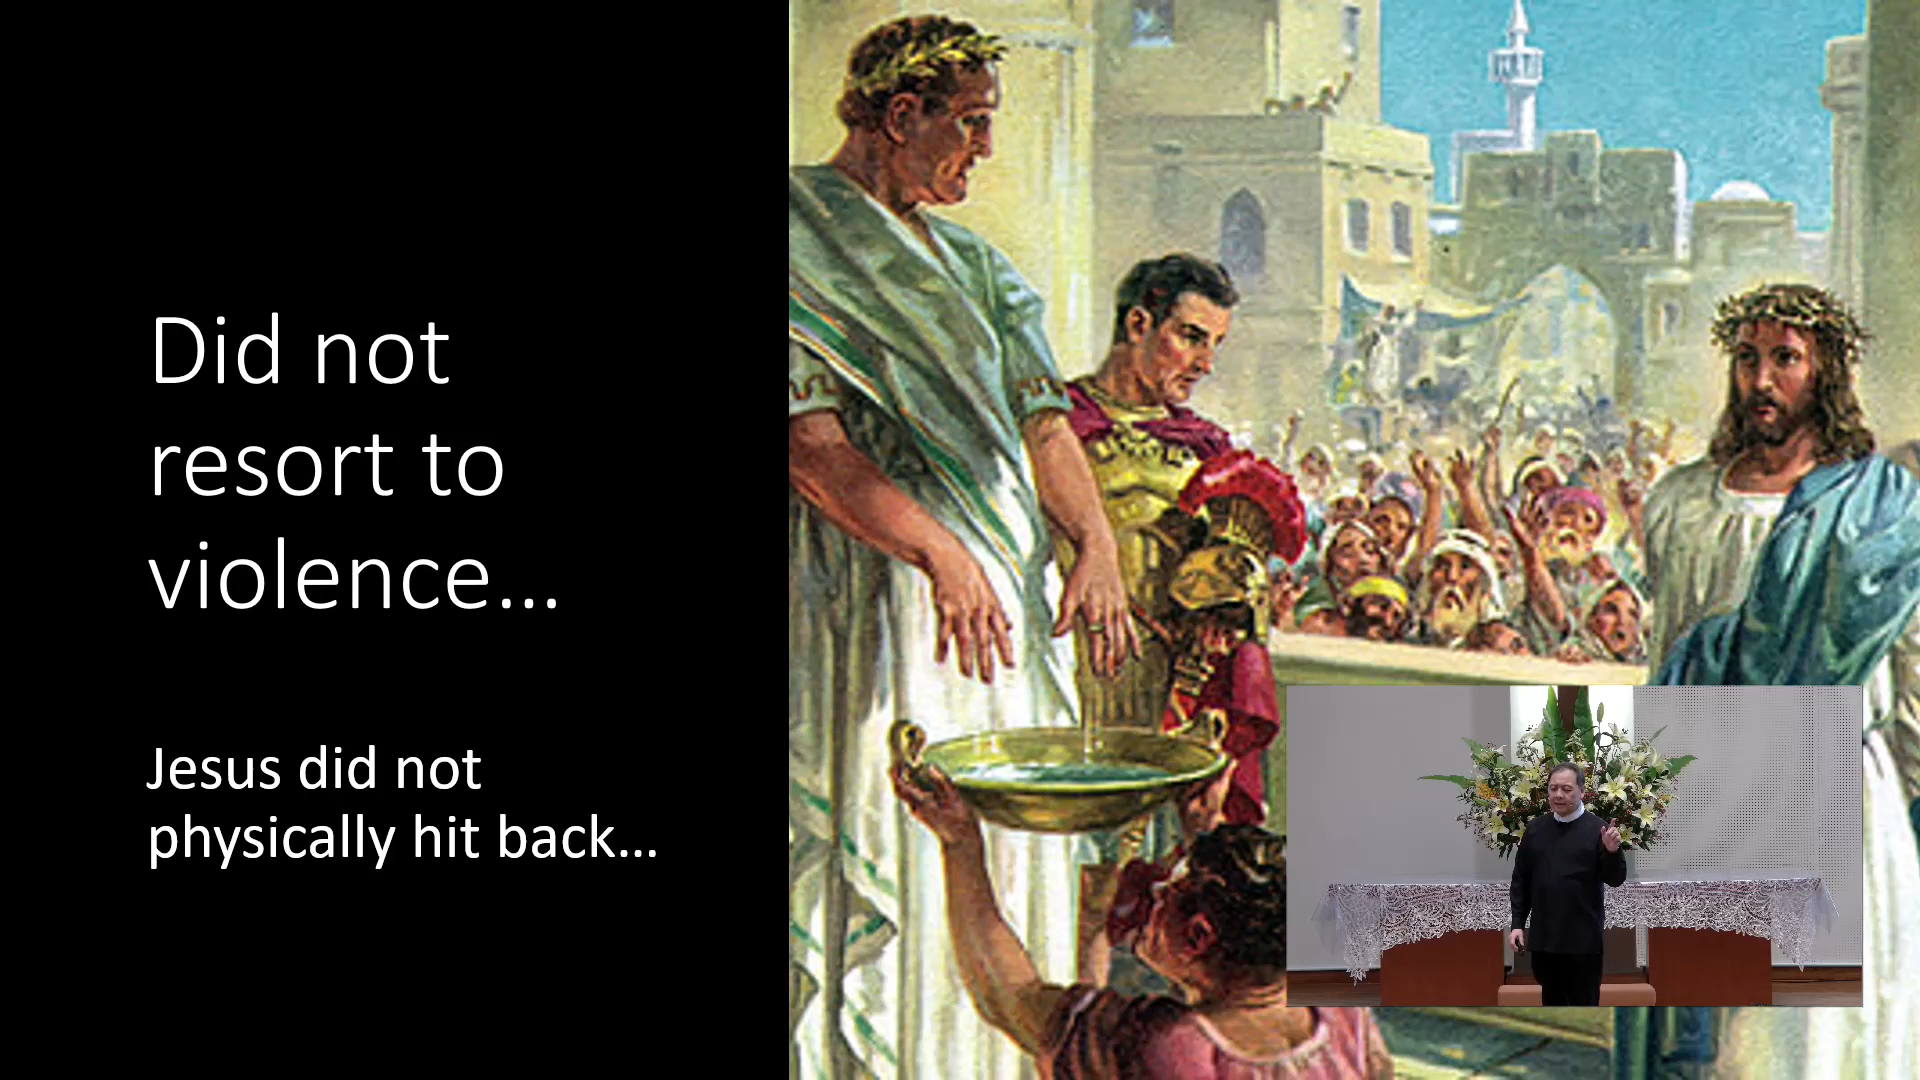 Did not
resort to
violence...
Jesus did not
physically hit back...